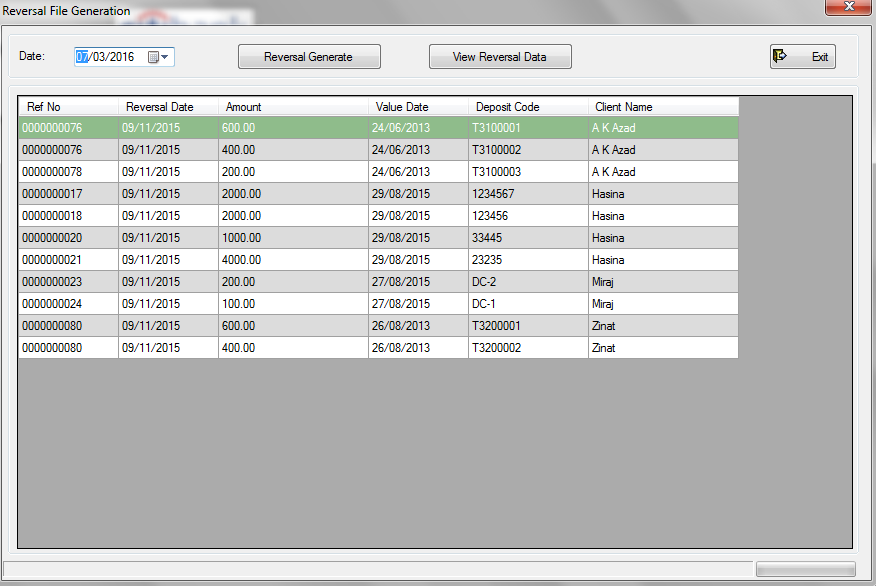 Reversal File Generation
Date: 07/03/2016 Reversal Generate View Reversal Data Exit
Ref No Reversal Date Amount Value Date Deposit Code Client Name
0000000076 09/11/2015 600.00 24/06/2013 T3100001 A K Azad
0000000076 09/11/2015 400.00 24/06/2013 T3100002 A K Azad
0000000078 09/11/2015 200.00 24/06/2013 T3100003 A K Azad
0000000017 09/11/2015 2000.00 29/08/2015 1234567 Hasina
0000000018 09/11/2015 2000.00 29/08/2015 123456 Hasina
0000000020 09/11/2015 1000.00 29/08/2015 33445 Hasina
0000000021 09/11/2015 4000.00 29/08/2015 23235 Hasina
0000000023 09/11/2015 200.00 27/08/2015 DC-2 Miraj
0000000024 09/11/2015 100.00 27/08/2015 DC-1 Miraj
0000000080 09/11/2015 600.00 26/08/2013 T3200001 Zinat
0000000080 09/11/2015 400.00 26/08/2013 T3200002 Zinat